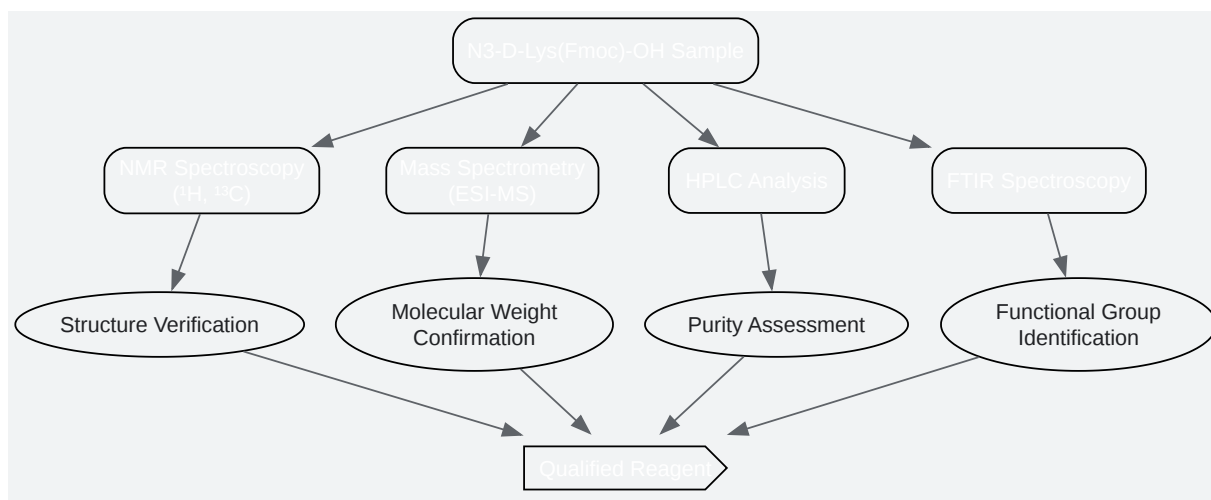 N3-D-Lys(Fmoc)-OH Sample
NMR Spectroscopy
(¹H, ¹³C)
Mass Spectrometry
(ESI-MS)
HPLC Analysis
FTIR Spectroscopy
Structure Verification
Molecular Weight
Confirmation
Purity Assessment
Functional Group
Identification
Qualified Reagent